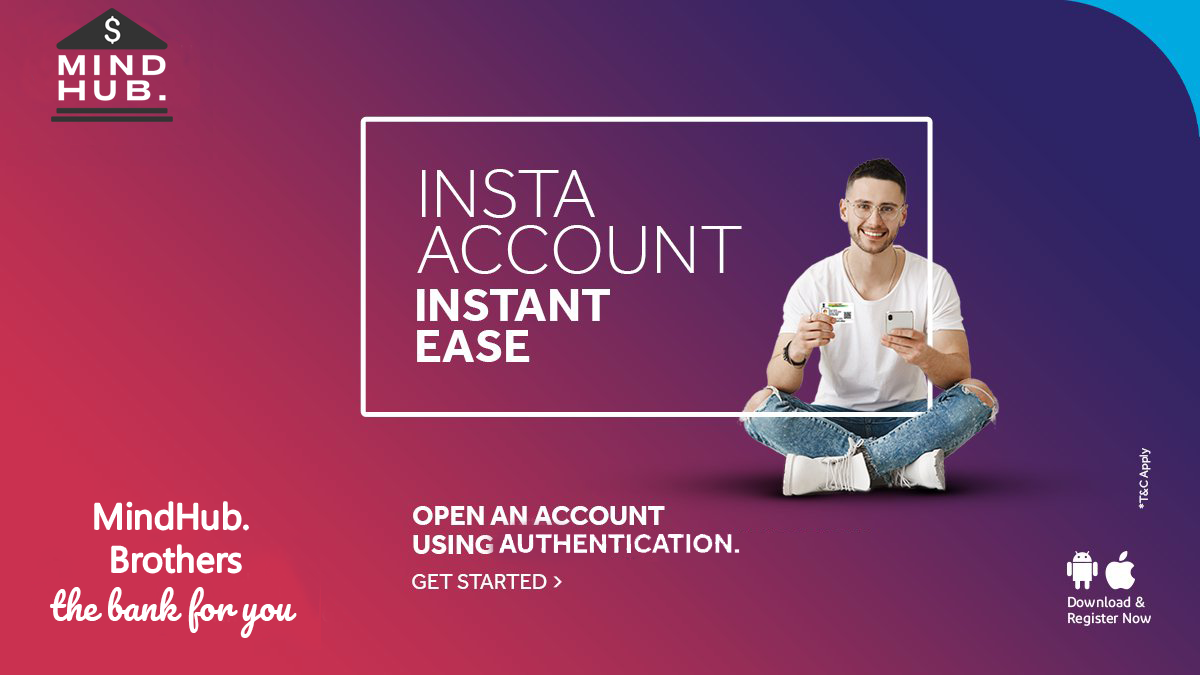 $
MIND
HUB.
INSTA
ACCOUNT
INSTANT
EASE
MindHub.
Brothers
the bank for you
OPEN AN ACCOUNT
USING AUTHENTICATION.
GET STARTED >
*T&C Apply
Download &
Register Now